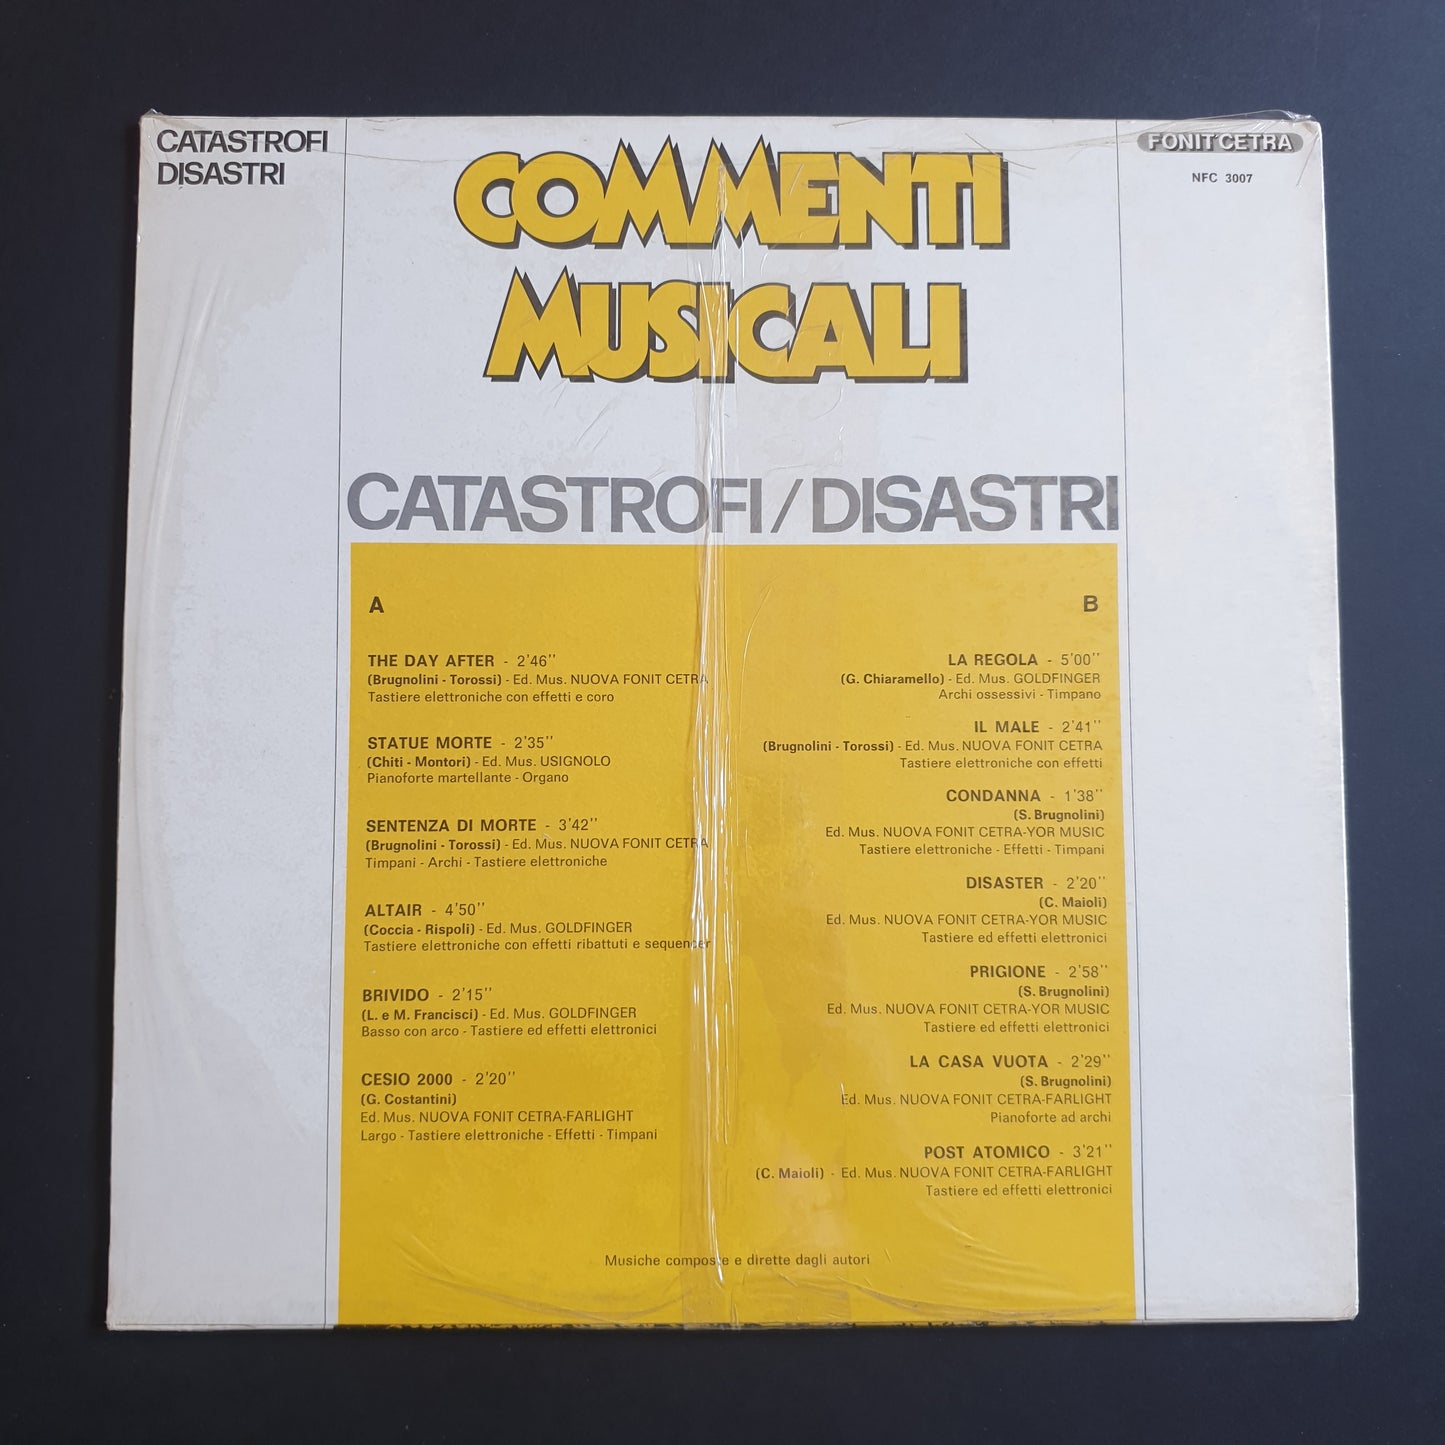 CATASTROFI
DISASTRI
FONIT CETRA
NFC 3007
COMMENTI
MUSICALI
CATASTROFI/DISASTRI
A
THE DAY AFTER - 2'46''
(Brugnolini - Torossi) - Ed. Mus. NUOVA FONIT CETRA
Tastiere elettroniche con effetti e coro
STATUE MORTE - 2'35''
(Chiti - Montori) - Ed. Mus. USIGNOLO
Pianoforte martellante - Organo
SENTENZA DI MORTE - 3'42''
(Brugnolini - Torossi) - Ed. Mus. NUOVA FONIT CETRA
Timpani - Archi - Tastiere elettroniche
ALTAIR - 4'50''
(Coccia - Rispoli) - Ed. Mus. GOLDFINGER
Tastiere elettroniche con effetti ribattuti e sequencer
BRIVIDO - 2'15''
(L. e M. Francisci) - Ed. Mus. GOLDFINGER
Basso con arco - Tastiere ed effetti elettronici
CESIO 2000 - 2'20''
(G. Costantini)
Ed. Mus. NUOVA FONIT CETRA-FARLIGHT
Largo - Tastiere elettroniche - Effetti - Timpani
B
LA REGOLA - 5'00''
(G. Chiaramello) - Ed. Mus. GOLDFINGER
Archi ossessivi - Timpano
IL MALE - 2'41''
(Brugnolini - Torossi) - Ed. Mus. NUOVA FONIT CETRA
Tastiere elettroniche con effetti
CONDANNA - 1'38''
(S. Brugnolini)
Ed. Mus. NUOVA FONIT CETRA-YOR MUSIC
Tastiere elettroniche - Effetti - Timpani
DISASTER - 2'20''
(C. Maioli)
Ed. Mus. NUOVA FONIT CETRA-YOR MUSIC
Tastiere ed effetti elettronici
PRIGIONE - 2'58''
(S. Brugnolini)
Ed. Mus. NUOVA FONIT CETRA-YOR MUSIC
Tastiere ed effetti elettronici
LA CASA VUOTA - 2'29''
(S. Brugnolini)
Ed. Mus. NUOVA FONIT CETRA-FARLIGHT
Pianoforte ad archi
POST ATOMICO - 3'21''
(C. Maioli) - Ed. Mus. NUOVA FONIT CETRA-FARLIGHT
Tastiere ed effetti elettronici
Musiche composte e dirette dagli autori